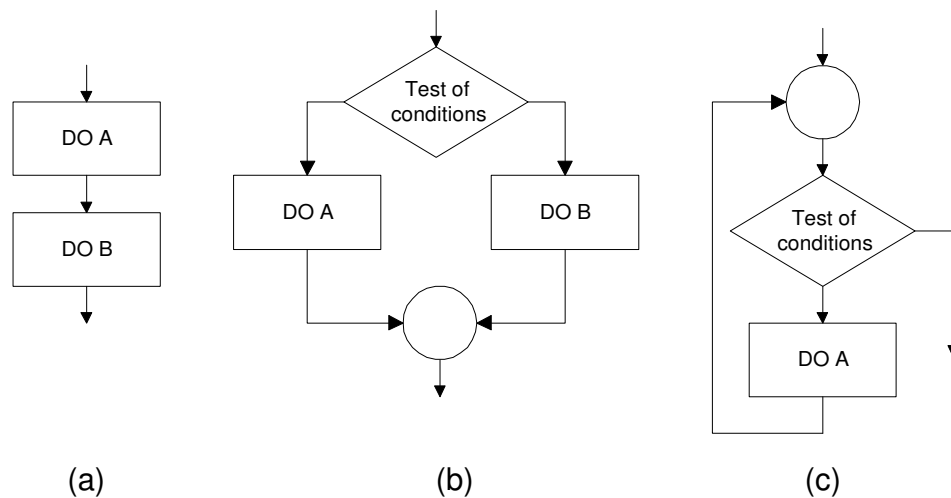 DO A
DO B
(a)
Test of
conditions
DO A
DO B
(b)
Test of
conditions
DO A
(c)